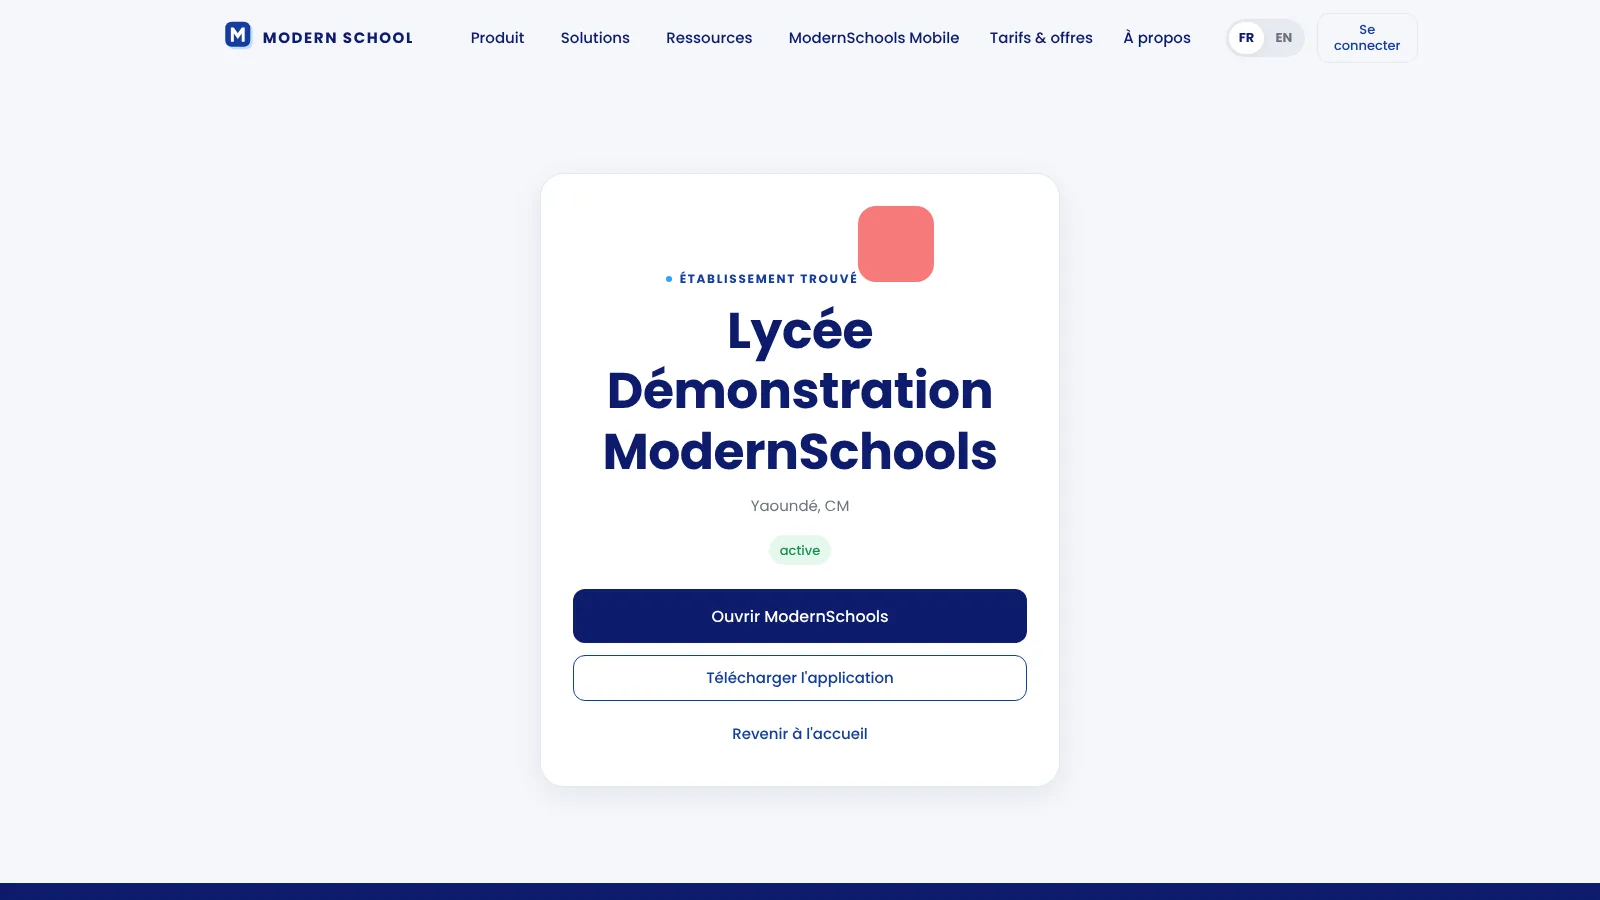 MODERN SCHOOL
Produit
Solutions
Ressources
ModernSchools Mobile
Tarifs & offres
À propos
FR
EN
Se
connecter
ÉTABLISSEMENT TROUVÉ
Lycée
Démonstration
ModernSchools
Yaoundé, CM
active
Ouvrir ModernSchools
Télécharger l'application
Revenir à l'accueil